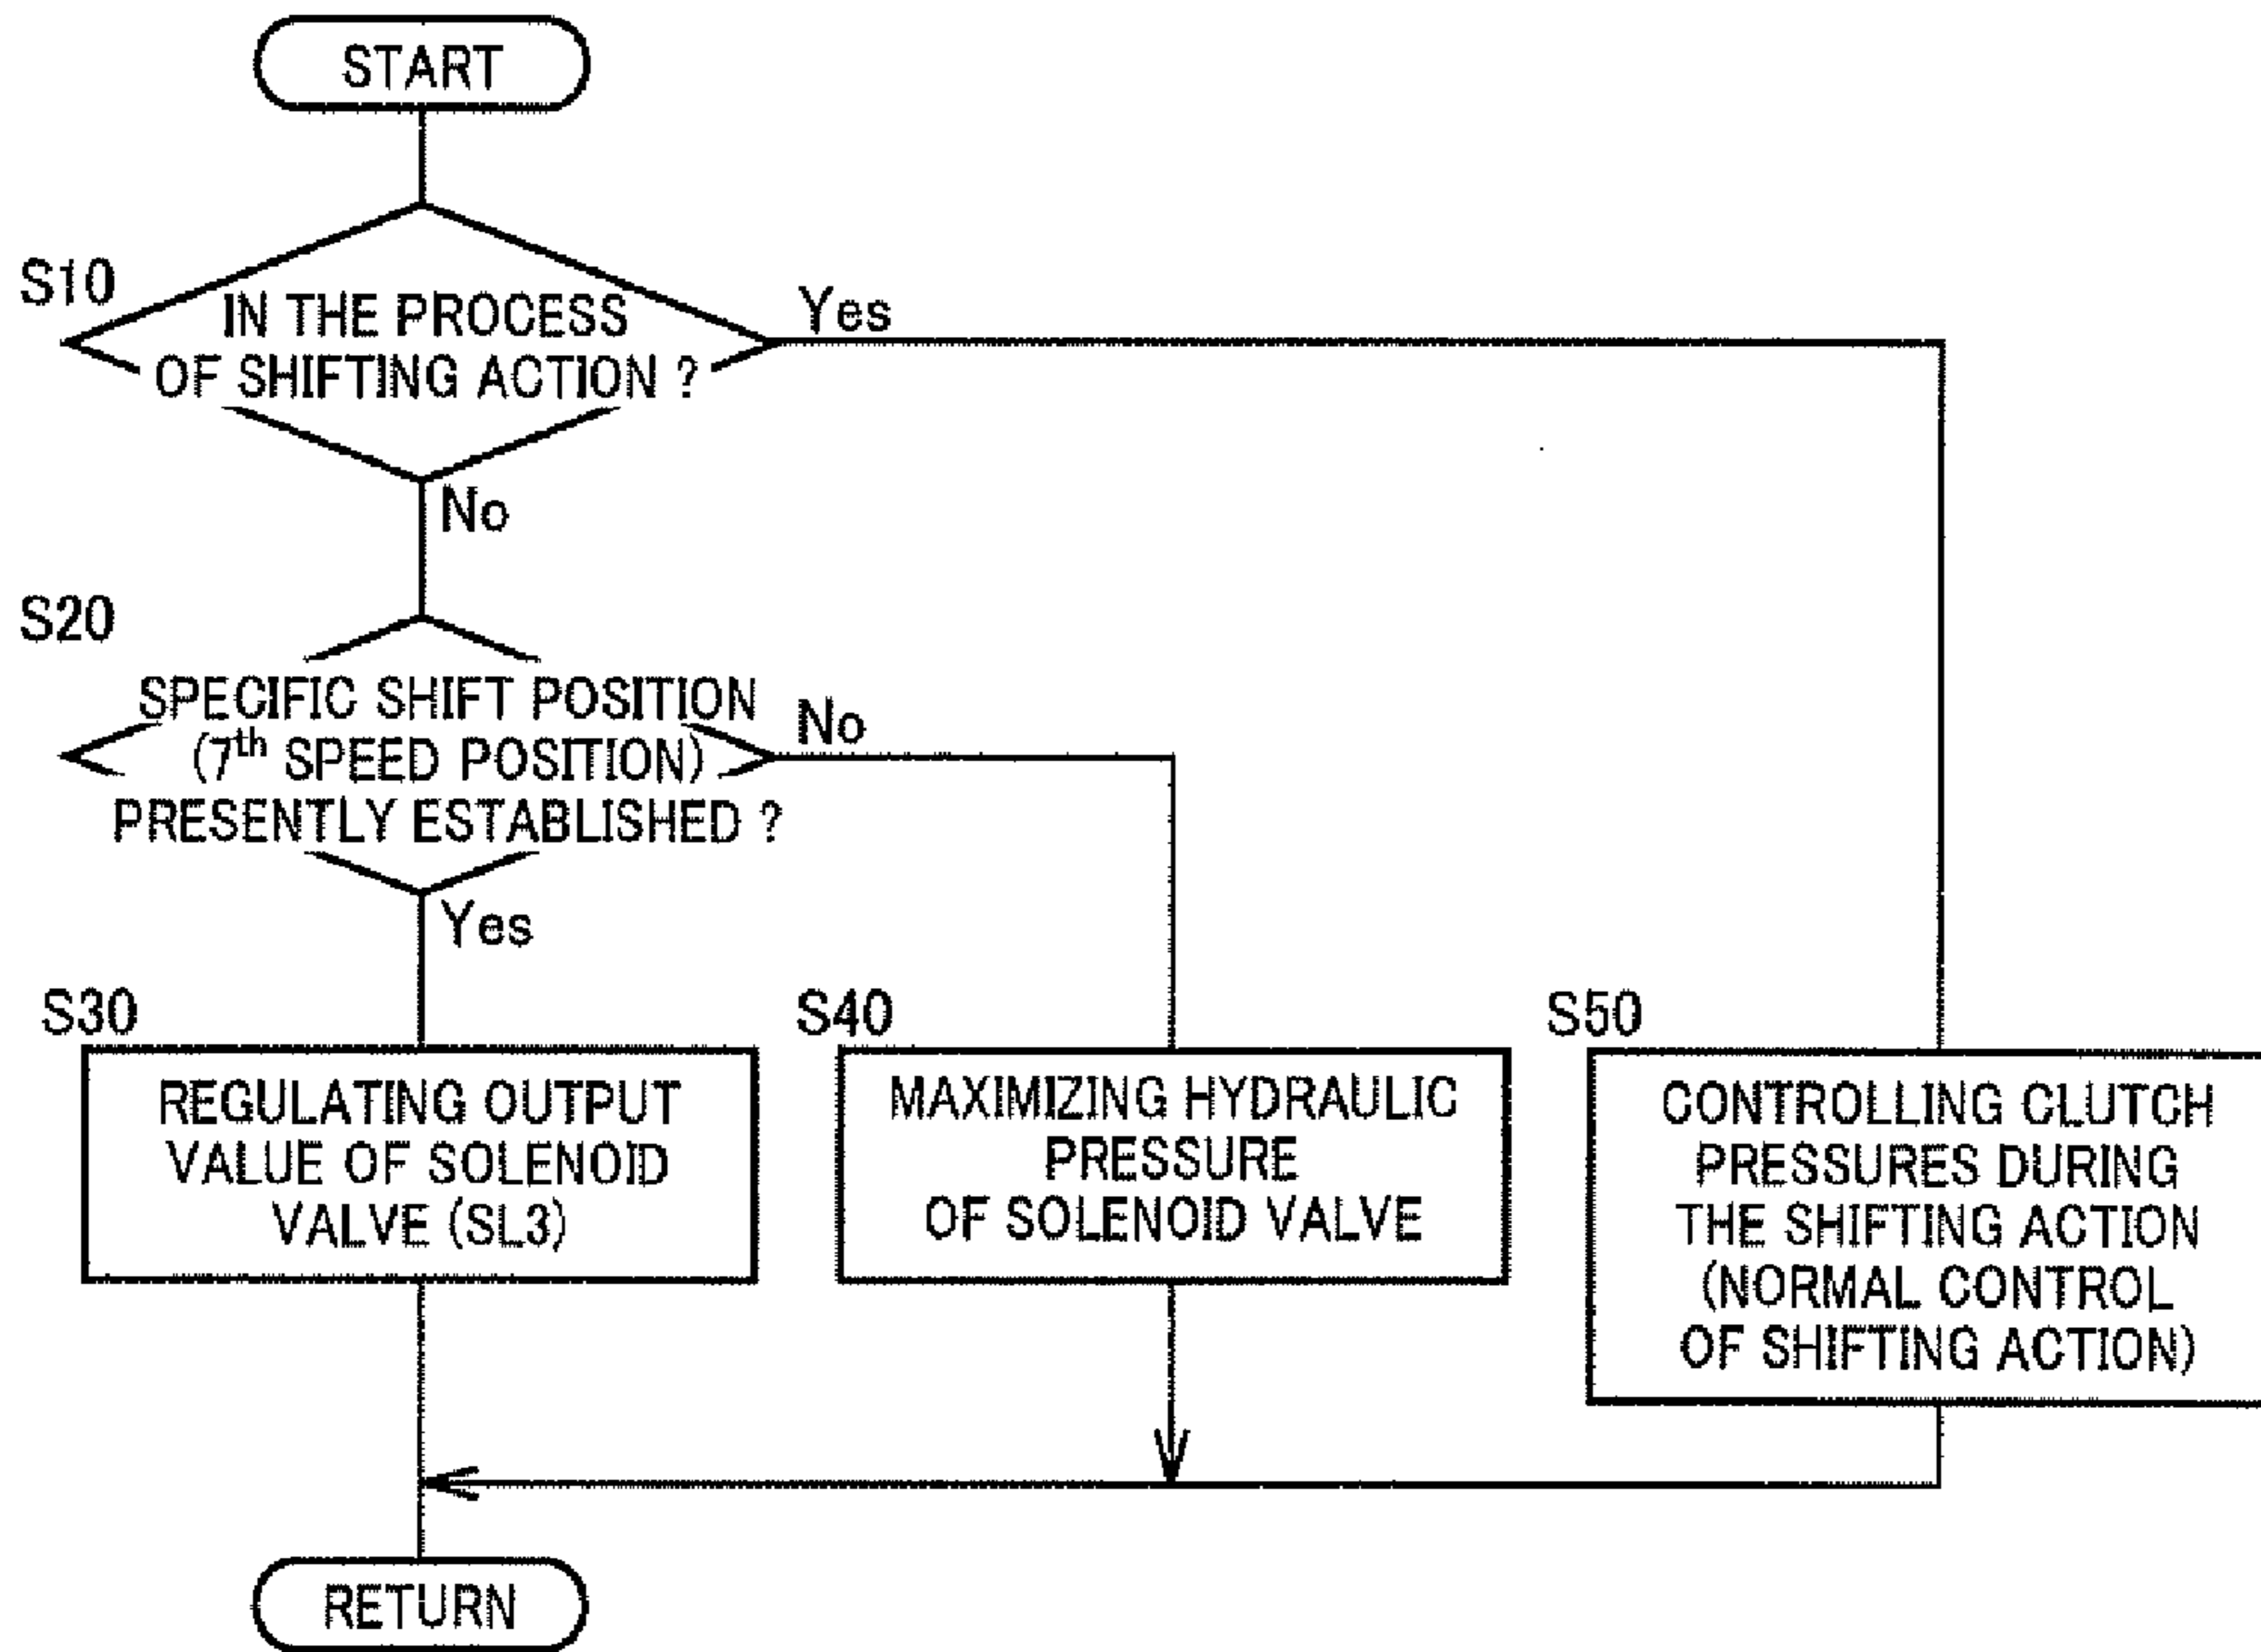 START
S10
IN THE PROCESS
OF SHIFTING ACTION ?
Yes
No
S20
SPECIFIC SHIFT POSITION
(7th SPEED POSITION)
PRESENTLY ESTABLISHED ?
No
Yes
S30
REGULATING OUTPUT
VALUE OF SOLENOID
VALVE (SL3)
S40
MAXIMIZING HYDRAULIC
PRESSURE
OF SOLENOID VALVE
S50
CONTROLLING CLUTCH
PRESSURES DURING
THE SHIFTING ACTION
(NORMAL CONTROL
OF SHIFTING ACTION)
RETURN